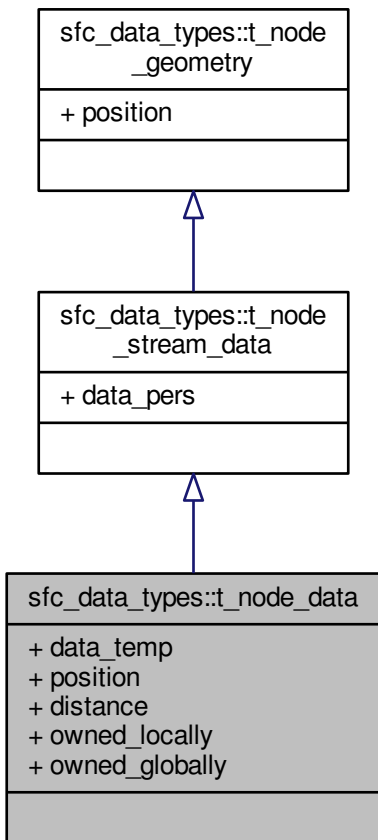 sfc_data_types::t_node
_geometry
+ position
sfc_data_types::t_node
_stream_data
+ data_pers
sfc_data_types::t_node_data
+ data_temp
+ position
+ distance
+ owned_locally
+ owned_globally